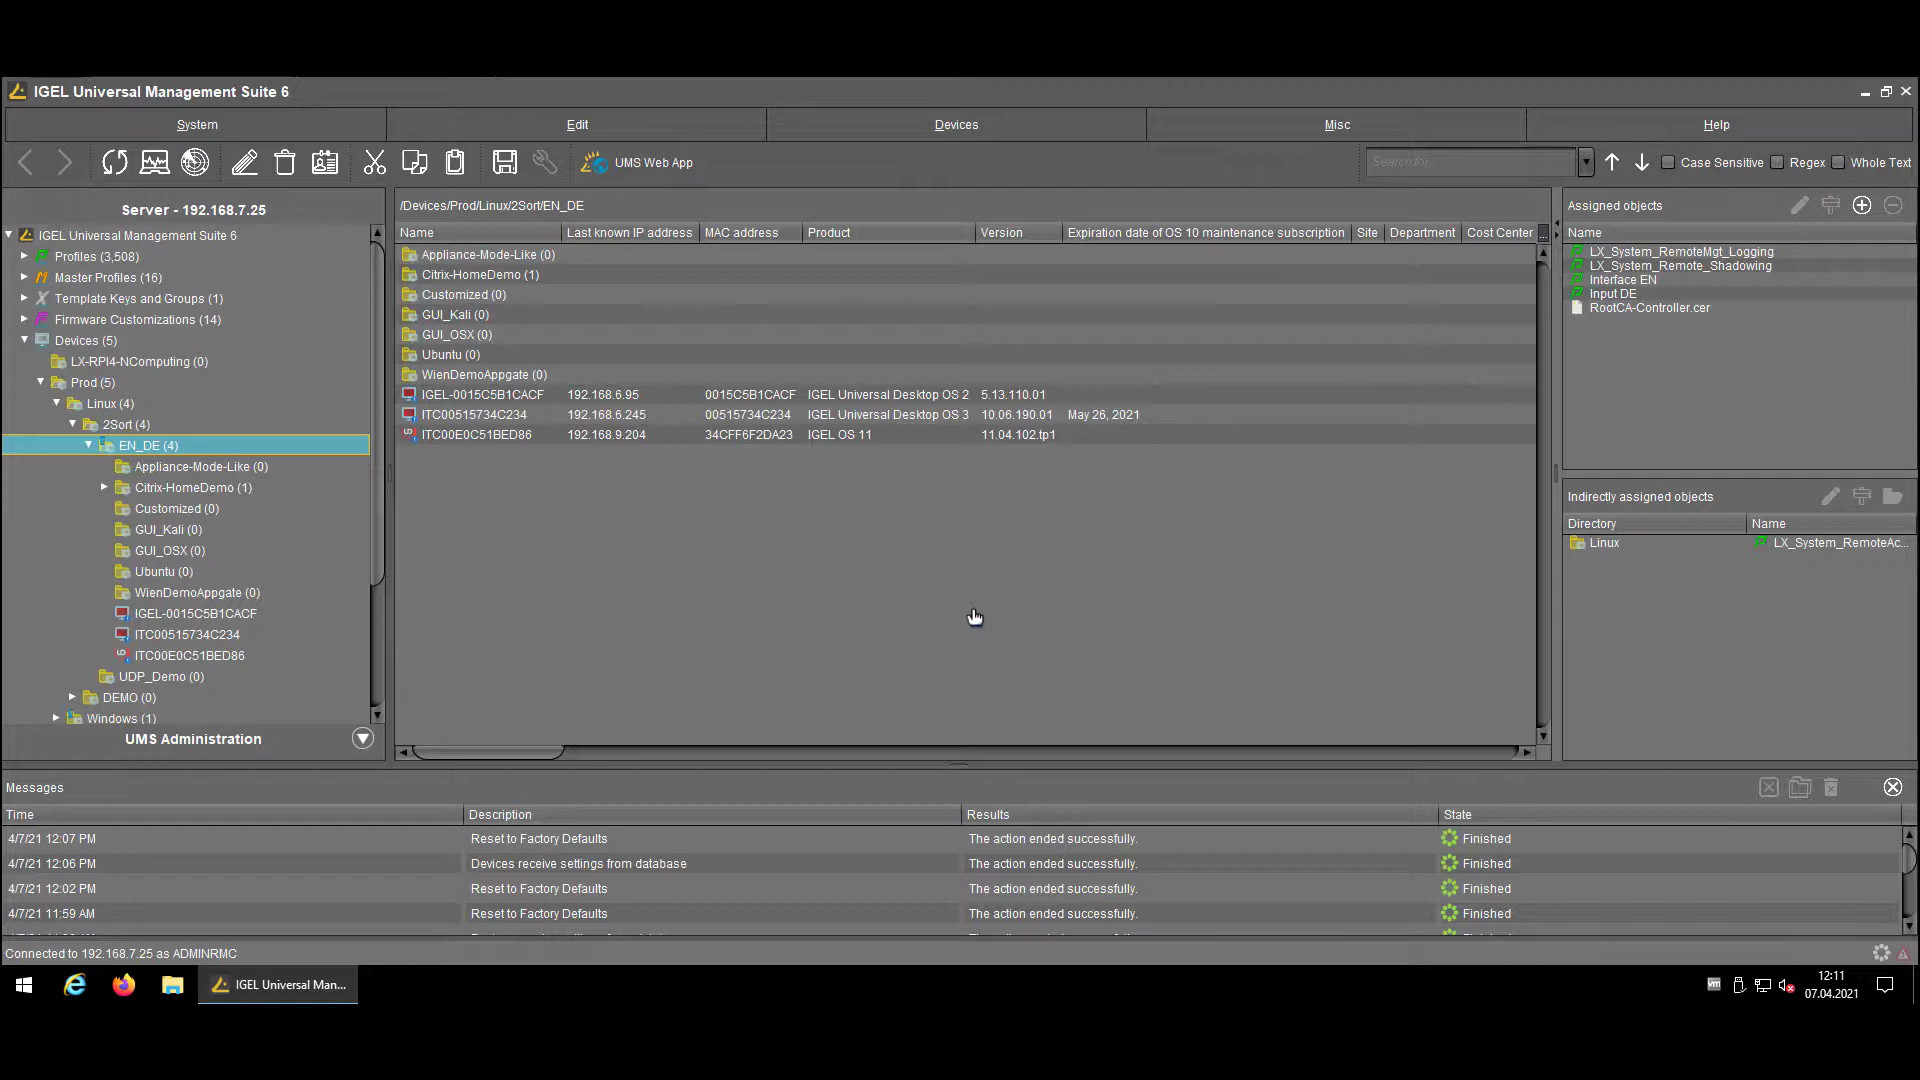 IGEL Universal Management Suite 6
System Edit Devices Misc Help
UMS Web App Search for... Case Sensitive Regex Whole Text
Server - 192.168.7.25
IGEL Universal Management Suite 6
Profiles (3,508)
Master Profiles (16)
Template Keys and Groups (1)
Firmware Customizations (14)
Devices (5)
LX-RPI4-NComputing (0)
Prod (5)
Linux (4)
2Sort (4)
EN_DE (4)
Appliance-Mode-Like (0)
Citrix-HomeDemo (1)
Customized (0)
GUI_Kali (0)
GUI_OSX (0)
Ubuntu (0)
WienDemoAppgate (0)
IGEL-0015C5B1CACF
ITC00515734C234
ITC00E0C51BED86
UDP_Demo (0)
DEMO (0)
Windows (1)
UMS Administration
/Devices/Prod/Linux/2Sort/EN_DE
Name Last known IP address MAC address Product Version Expiration date of OS 10 maintenance subscription Site Department Cost Center ...
Appliance-Mode-Like (0)
Citrix-HomeDemo (1)
Customized (0)
GUI_Kali (0)
GUI_OSX (0)
Ubuntu (0)
WienDemoAppgate (0)
IGEL-0015C5B1CACF 192.168.6.95 0015C5B1CACF IGEL Universal Desktop OS 2 5.13.110.01
ITC00515734C234 192.168.6.245 00515734C234 IGEL Universal Desktop OS 3 10.06.190.01 May 26, 2021
ITC00E0C51BED86 192.168.9.204 34CFF6F2DA23 IGEL OS 11 11.04.102.tp1
Assigned objects
Name
LX_System_RemoteMgt_Logging
LX_System_Remote_Shadowing
Interface EN
Input DE
RootCA-Controller.cer
Indirectly assigned objects
Directory Name
Linux LX_System_RemoteAc...
Messages
Time Description Results State
4/7/21 12:07 PM Reset to Factory Defaults The action ended successfully. Finished
4/7/21 12:06 PM Devices receive settings from database The action ended successfully. Finished
4/7/21 12:02 PM Reset to Factory Defaults The action ended successfully. Finished
4/7/21 11:59 AM Reset to Factory Defaults The action ended successfully. Finished
Connected to 192.168.7.25 as ADMINRMC
IGEL Universal Man...
12:11
07.04.2021